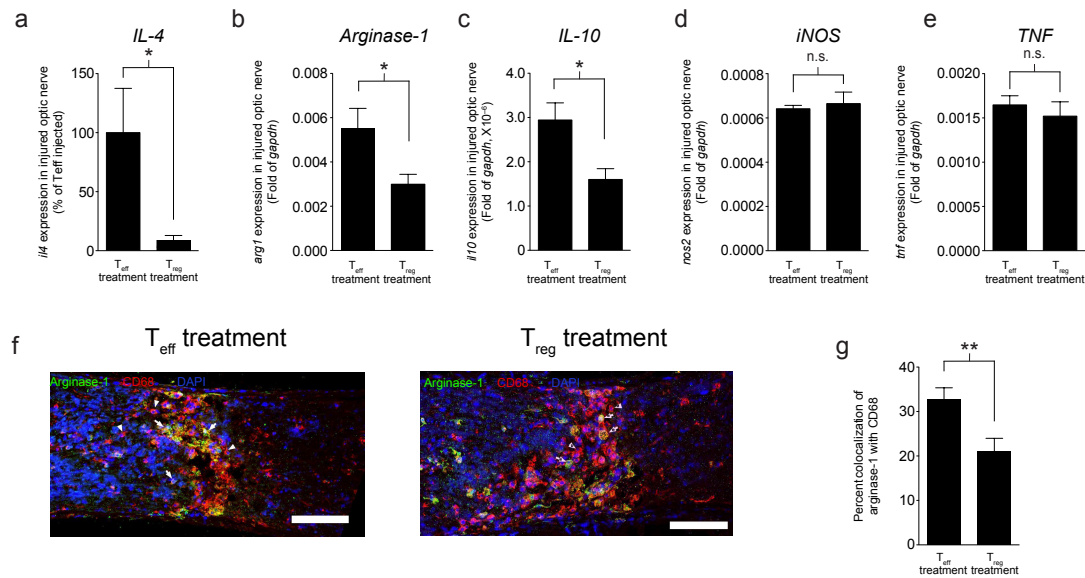 a
IL-4
*
il4 expression in injured optic nerve
(% of Teff injected)
150
100
50
0
Teff
treatment
Treg
treatment
b
Arginase-1
*
arg1 expression in injured optic nerve
(Fold of gapdh)
0.008
0.006
0.004
0.002
0.000
Teff
treatment
Treg
treatment
c
IL-10
*
il10 expression in injured optic nerve
(Fold of gapdh, X10⁻⁶)
4.0
3.0
2.0
1.0
0.0
Teff
treatment
Treg
treatment
d
iNOS
n.s.
nos2 expression in injured optic nerve
(Fold of gapdh)
0.0008
0.0006
0.0004
0.0002
0.0000
Teff
treatment
Treg
treatment
e
TNF
n.s.
tnf expression in injured optic nerve
(Fold of gapdh)
0.0020
0.0015
0.0010
0.0005
0.0000
Teff
treatment
Treg
treatment
f
Teff treatment
Arginase-1 CD68 DAPI
Treg treatment
Arginase-1 CD68 DAPI
g
**
Percent colocalization of
arginase-1 with CD68
40
30
20
10
0
Teff
treatment
Treg
treatment